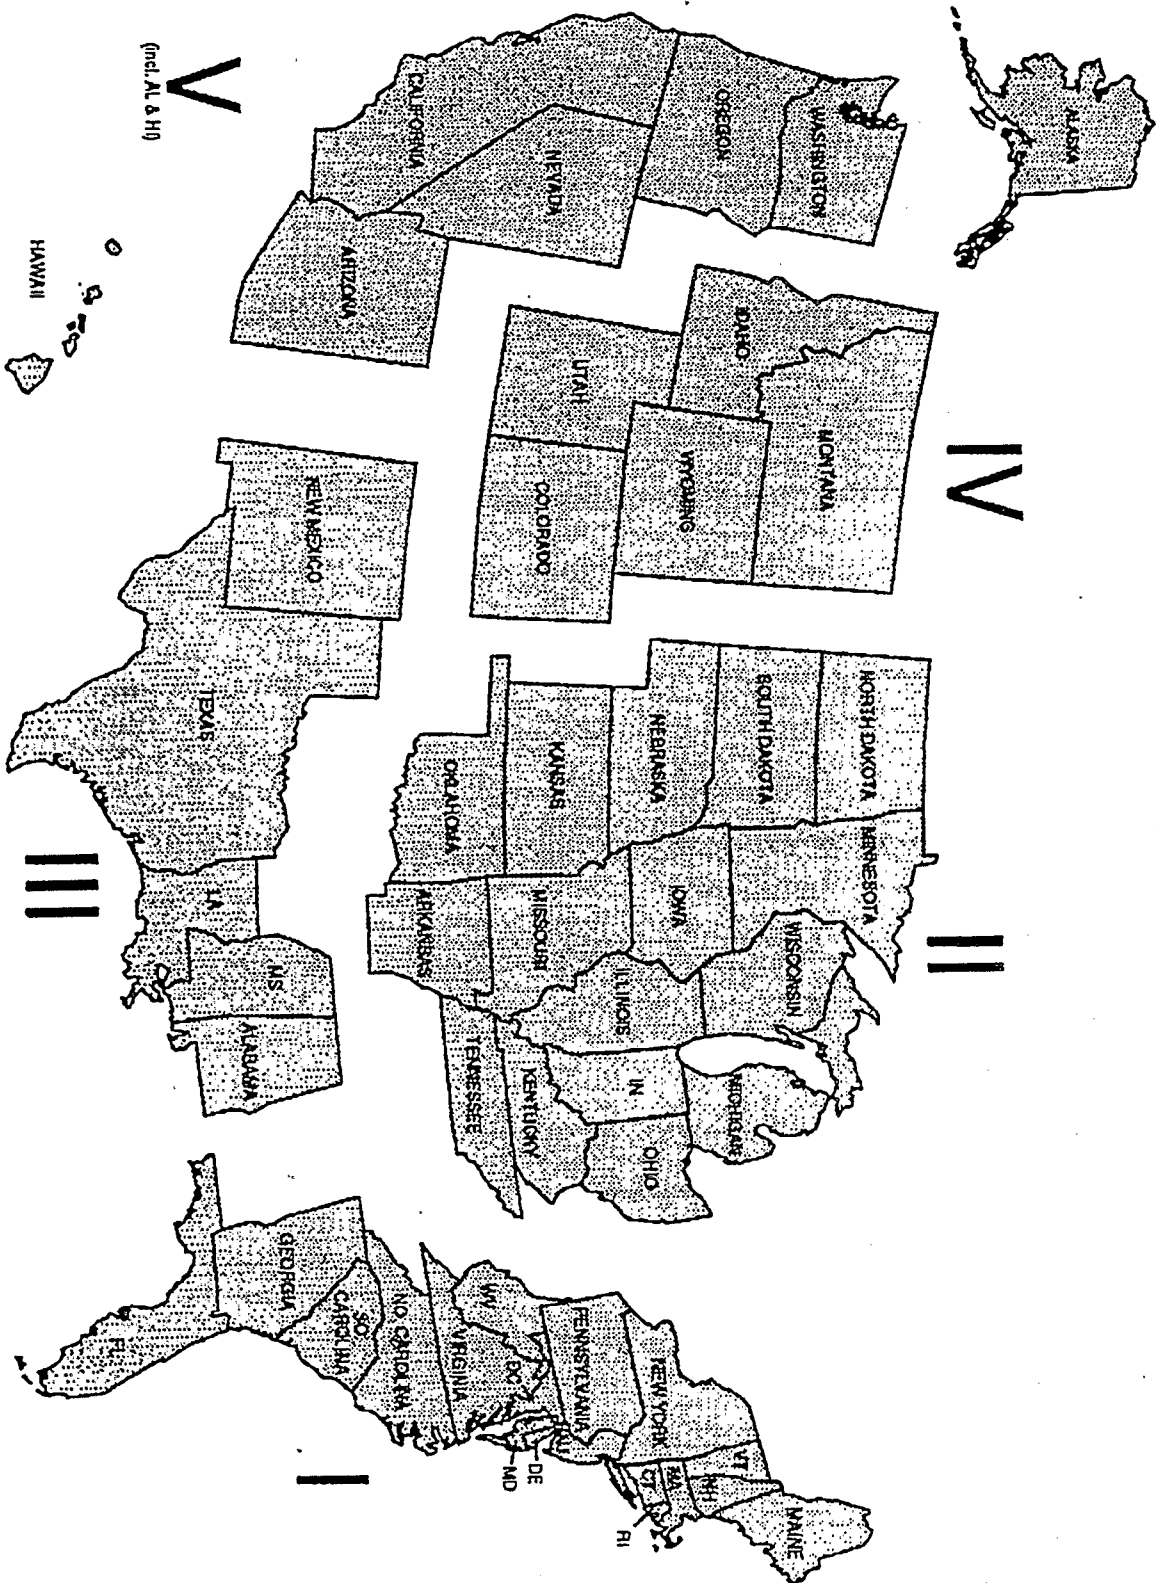 ALASKA
WASHINGTON
OREGON
CALIFORNIA
NEVADA
ARIZONA
V
(incl. AL & HI)
HAWAII
IV
IDAHO
MONTANA
UTAH
WYOMING
COLORADO
NEW MEXICO
TEXAS
LA
MS
ALABAMA
III
II
NORTH DAKOTA
SOUTH DAKOTA
NEBRASKA
KANSAS
OKLAHOMA
MINNESOTA
IOWA
MISSOURI
ARKANSAS
WISCONSIN
ILLINOIS
IN
MICHIGAN
OHIO
KENTUCKY
TENNESSEE
MAINE
VT
NH
MA
CT
RI
NEW YORK
PENNSYLVANIA
NJ
DE
MD
DC
WV
VIRGINIA
NO CAROLINA
SO
CAROLINA
GEORGIA
FL
I